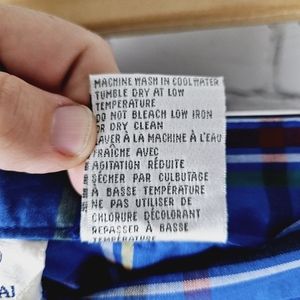 MACHINE WASH IN COOL WATER
TUMBLE DRY AT LOW
TEMPERATURE
DO NOT BLEACH LOW IRON
OR DRY CLEAN
LAVER À LA MACHINE À L'EAU
FRAÎCHE AVEC
AGITATION RÉDUITE
SÉCHER PAR CULBUTAGE
À BASSE TEMPÉRATURE
NE PAS UTILISER DE
CHLORURE DÉCOLORANT
REPASSER À BASSE
TEMPÉRATURE